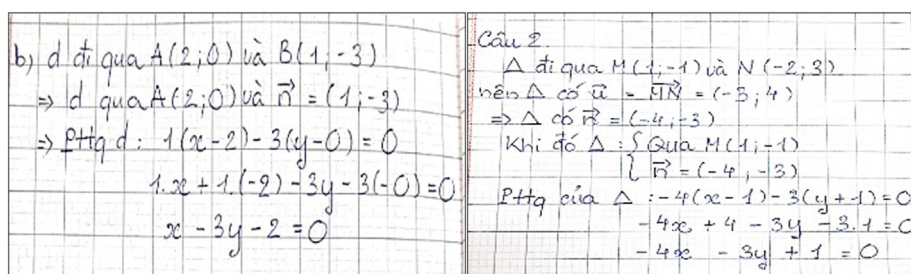 b) d đi qua A(2;0) và B(1;-3)
=> d qua A(2;0) và n⃗ = (1;-3)
=> PTtq d: 1(x-2)-3(y-0)=0
1.x+1.(-2)-3y-3(-0)=0
x-3y-2=0
Câu 2.
Δ đi qua M(1;-1) và N(-2;3)
nên Δ có u⃗ = MN⃗ = (-3;4)
=> Δ có n⃗ = (-4;-3)
Khi đó Δ: { Qua M(1;-1)
n⃗ = (-4;-3)
PTtq của Δ: -4(x-1)-3(y+1)=0
-4x+4-3y-3.1=0
-4x-3y+1=0